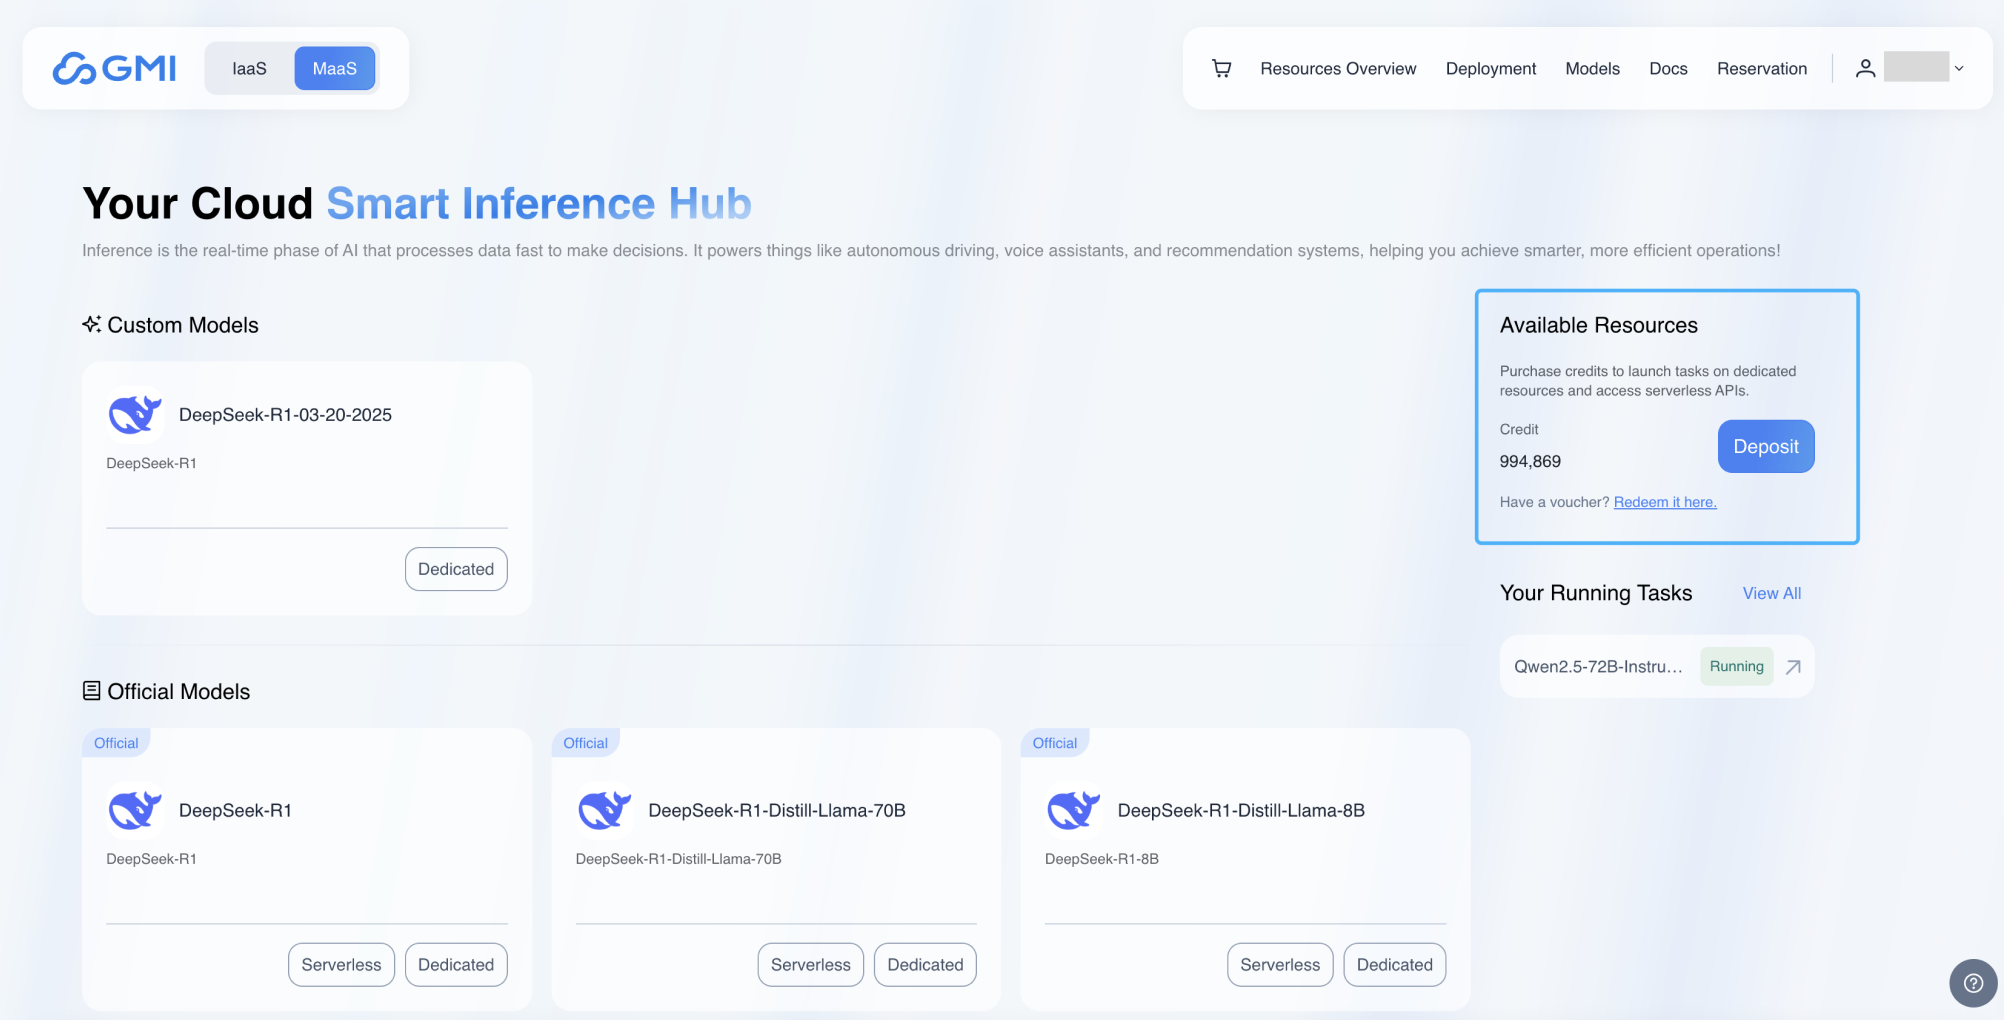 GMI
IaaS
MaaS
Resources Overview
Deployment
Models
Docs
Reservation
Your Cloud Smart Inference Hub
Inference is the real-time phase of AI that processes data fast to make decisions. It powers things like autonomous driving, voice assistants, and recommendation systems, helping you achieve smarter, more efficient operations!
Custom Models
DeepSeek-R1-03-20-2025
DeepSeek-R1
Dedicated
Available Resources
Purchase credits to launch tasks on dedicated
resources and access serverless APIs.
Credit
994,869
Deposit
Have a voucher? Redeem it here.
Your Running Tasks
View All
Qwen2.5-72B-Instru...
Running
Official Models
Official
DeepSeek-R1
DeepSeek-R1
Serverless
Dedicated
Official
DeepSeek-R1-Distill-Llama-70B
DeepSeek-R1-Distill-Llama-70B
Serverless
Dedicated
Official
DeepSeek-R1-Distill-Llama-8B
DeepSeek-R1-8B
Serverless
Dedicated